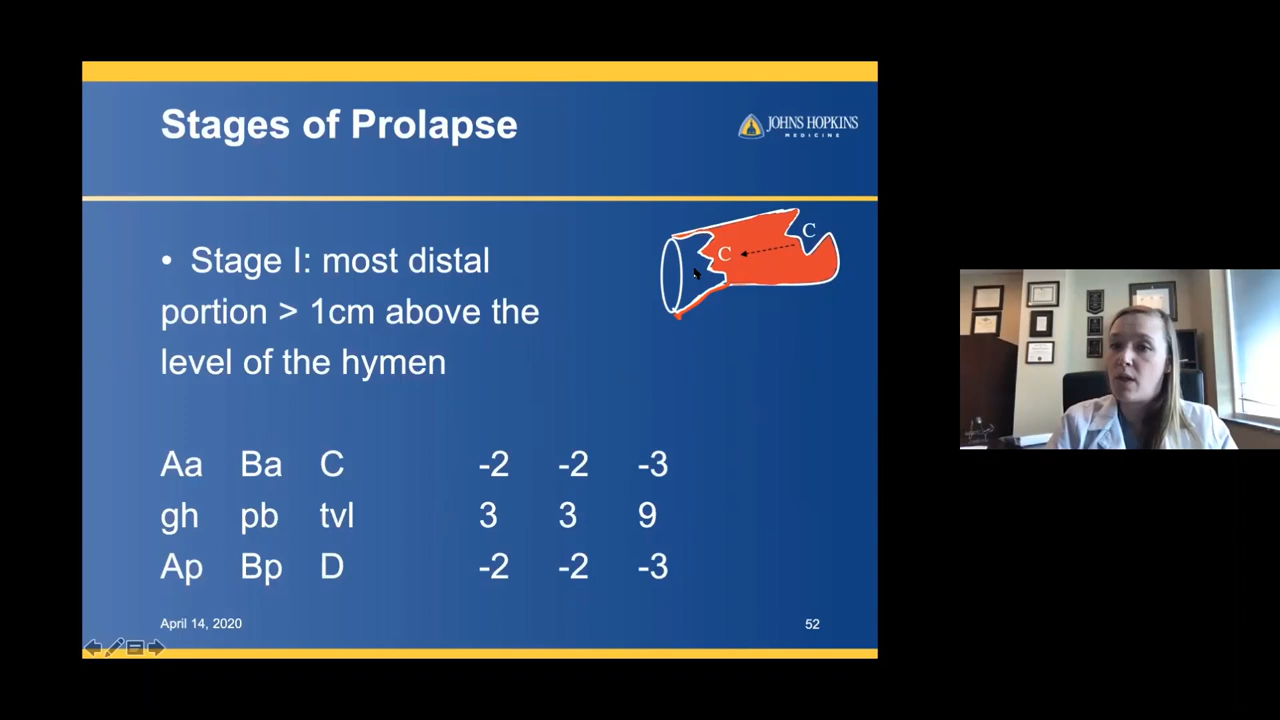 Stages of Prolapse
JOHNS HOPKINS
MEDICINE
• Stage I: most distal
portion > 1cm above the
level of the hymen
C
C
Aa Ba C -2 -2 -3
gh pb tvl 3 3 9
Ap Bp D -2 -2 -3
April 14, 2020 52